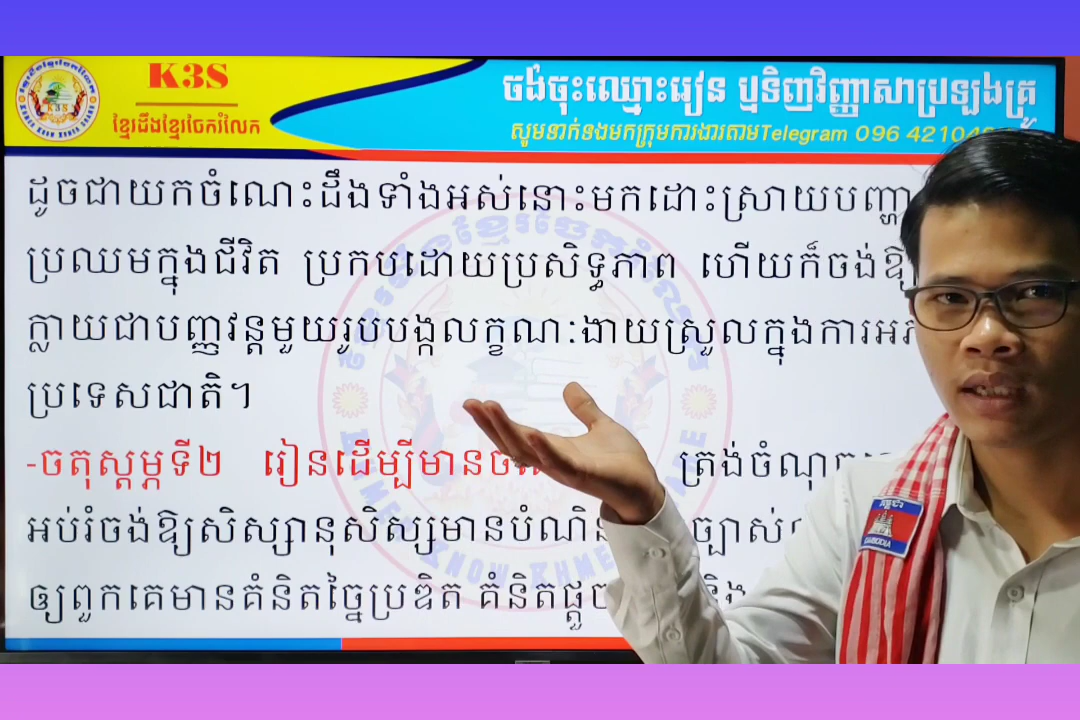 K3S
ខ្មែរដឹងខ្មែរចែករំលែក
ចង់ចុះឈ្មោះរៀន ឬទិញវិញ្ញាសាប្រឡងគ្រូ
សូមទាក់ទងមកក្រុមការងារតាមTelegram 096 42104
ដូចជាយកចំណេះដឹងទាំងអស់នោះមកដោះស្រាយបញ្ហា
ប្រឈមក្នុងជីវិត ប្រកបដោយប្រសិទ្ធភាព ហើយក៏ចង់ឱ្យ
ក្លាយជាបញ្ញវន្តមួយរូបបង្កលក្ខណៈងាយស្រួលក្នុងការអភិ
ប្រទេសជាតិ។
-ចតុស្តម្ភទី២ រៀនដើម្បីមានច ត្រង់ចំណុច
អប់រំចង់ឱ្យសិស្សានុសិស្សមានបំណិន ច្បាស់
ឲ្យពួកគេមានគំនិតច្នៃប្រឌិត គំនិតផ្តួច
កម្ពុជា
CAMBODIA